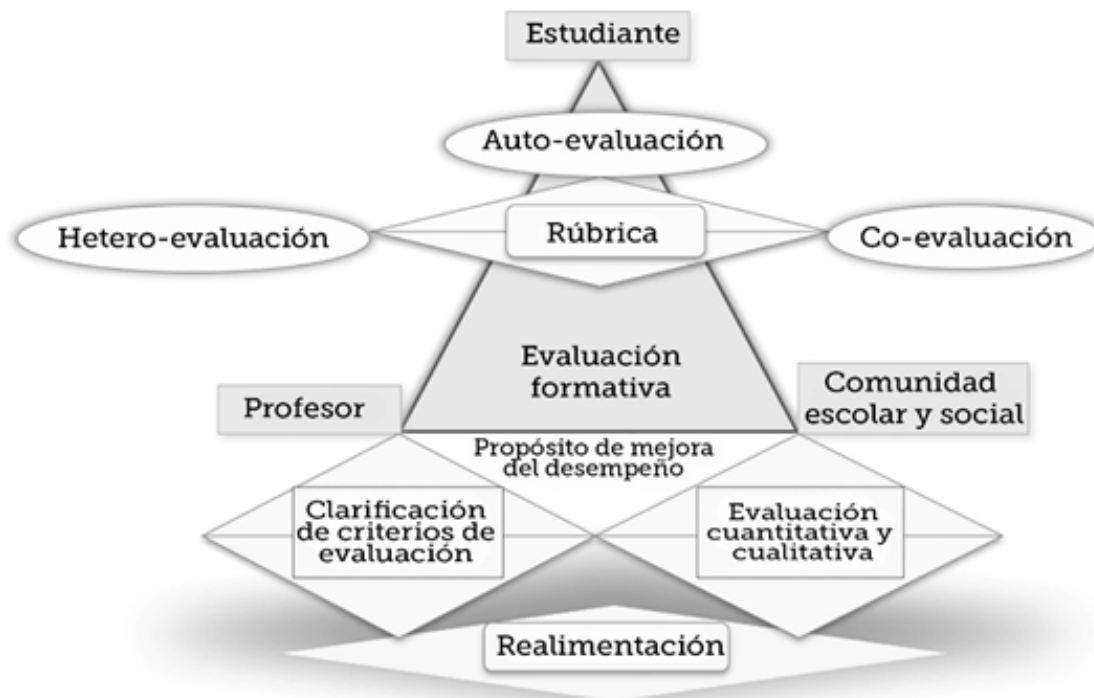 Estudiante
Auto-evaluación
Hetero-evaluación
Rúbrica
Co-evaluación
Evaluación
formativa
Profesor
Comunidad
escolar y social
Propósito de mejora
del desempeño
Clarificación
de criterios de
evaluación
Evaluación
cuantitativa y
cualitativa
Realimentación